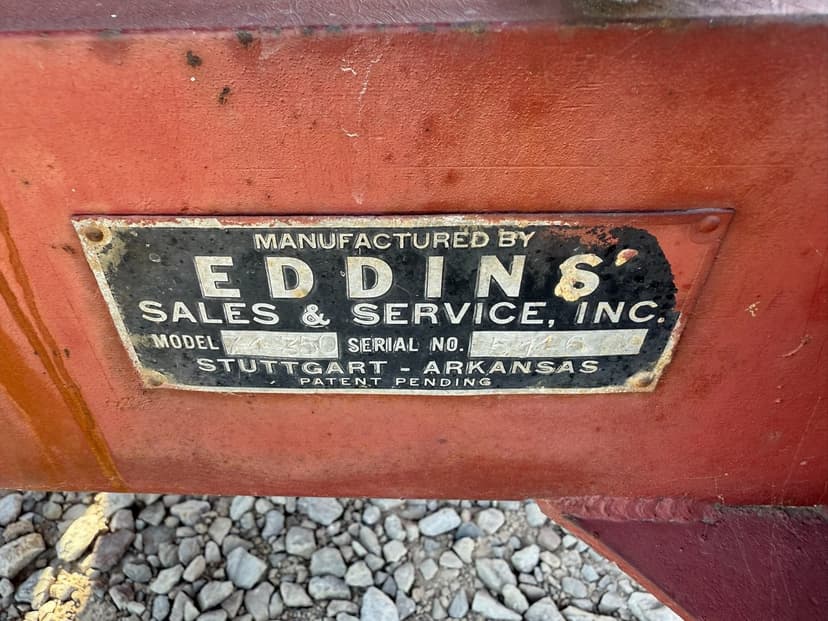 MANUFACTURED BY
EDDINS
SALES & SERVICE, INC.
MODEL SERIAL NO.
STUTTGART - ARKANSAS
PATENT PENDING